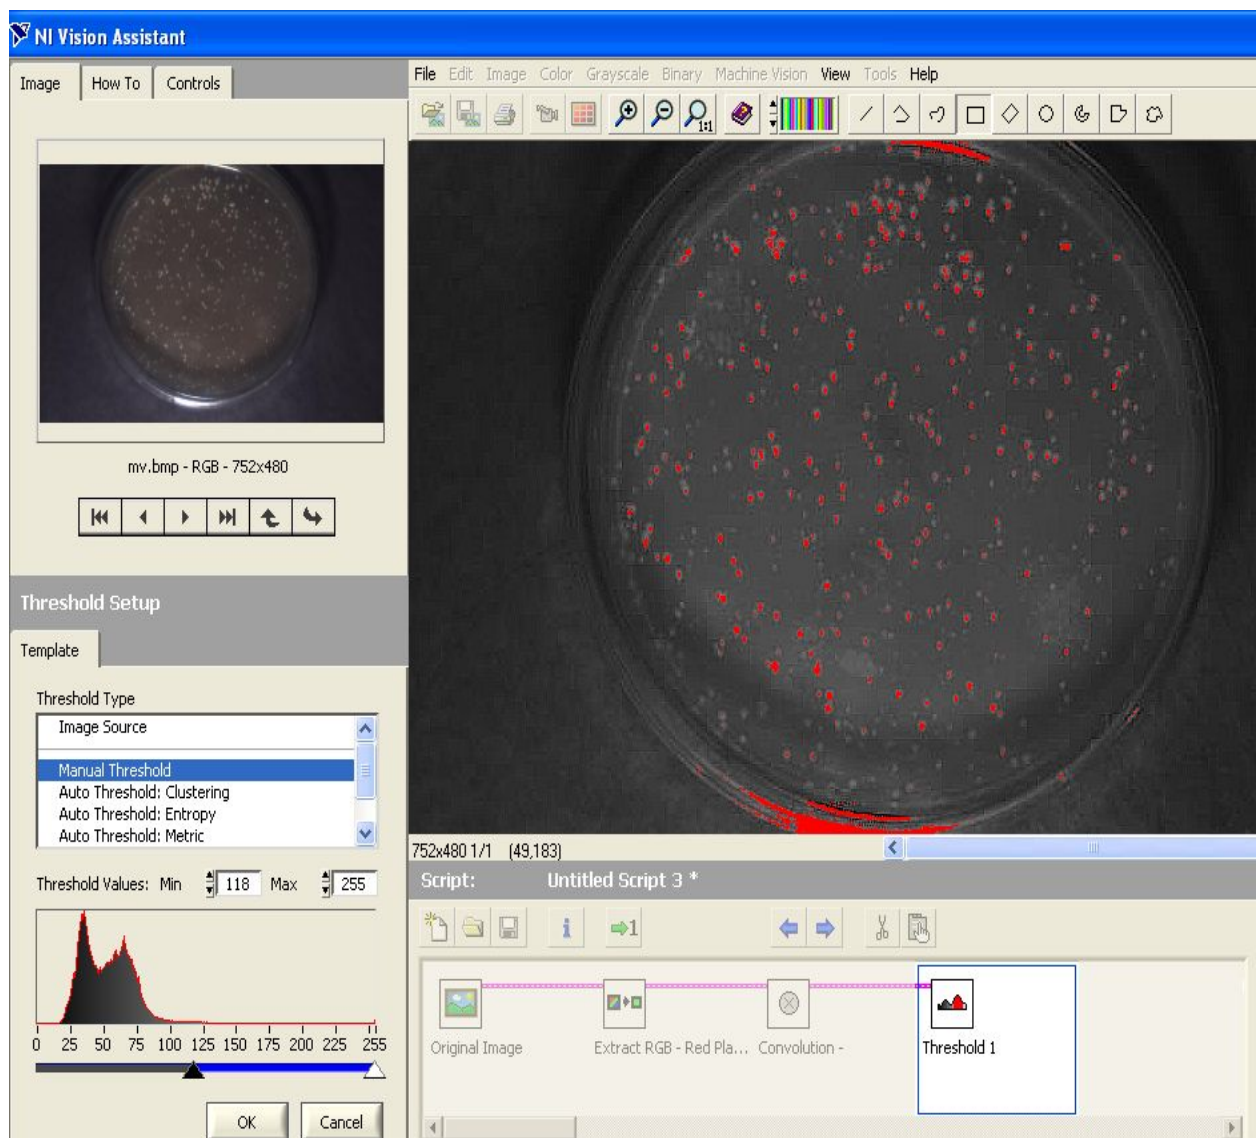 NI Vision Assistant
Image How To Controls
File Edit Image Color Grayscale Binary Machine Vision View Tools Help
1:1
mv.bmp - RGB - 752x480
Threshold Setup
Template
Threshold Type
Image Source
Manual Threshold
Auto Threshold: Clustering
Auto Threshold: Entropy
Auto Threshold: Metric
Threshold Values: Min 118 Max 255
0 25 50 75 100 125 150 175 200 225 255
OK Cancel
752x480 1/1 (49,183)
Script: Untitled Script 3 *
i 1
Original Image Extract RGB - Red Pla... Convolution - Threshold 1